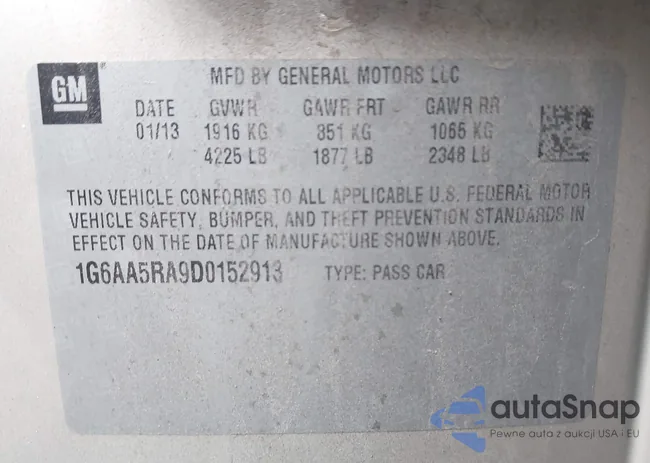 GM
MFD BY GENERAL MOTORS LLC
DATE GVWR GAWR FRT GAWR RR
01/13 1916 KG 851 KG 1065 KG
4225 LB 1877 LB 2348 LB
THIS VEHICLE CONFORMS TO ALL APPLICABLE U.S. FEDERAL MOTOR
VEHICLE SAFETY, BUMPER, AND THEFT PREVENTION STANDARDS IN
EFFECT ON THE DATE OF MANUFACTURE SHOWN ABOVE.
1G6AA5RA9D0152913 TYPE: PASS CAR
autaSnap
Pewne auta z aukcji USA i EU